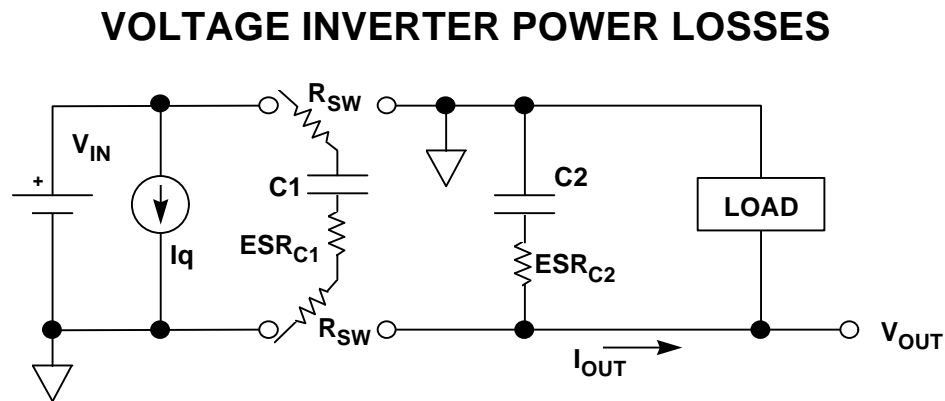 VOLTAGE INVERTER POWER LOSSES
R_SW
V_IN
+
C1
C2
LOAD
Iq
ESR_C1
ESR_C2
R_SW
I_OUT
V_OUT